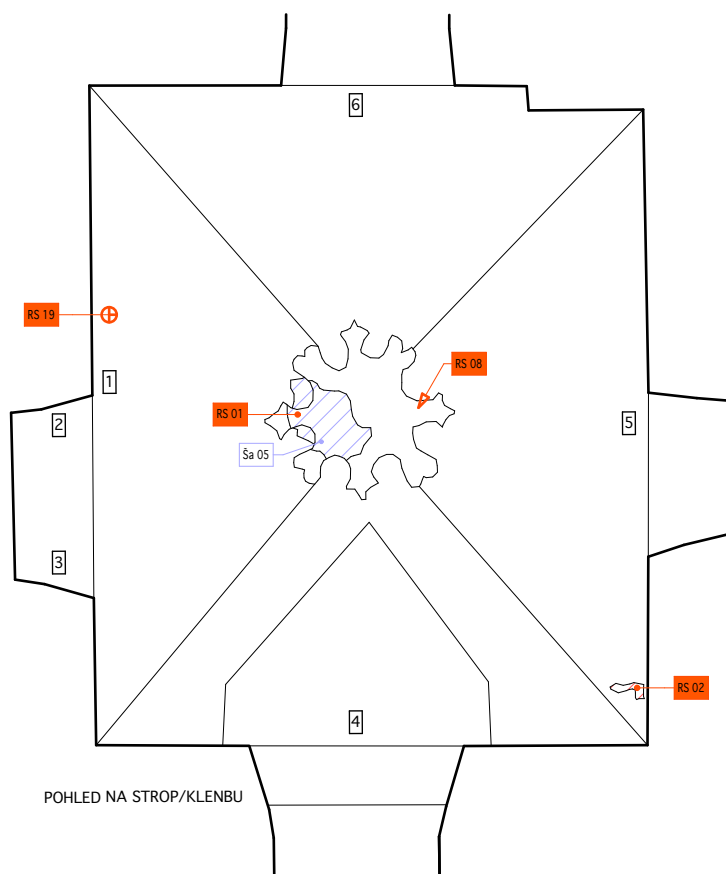 6
RS 19
RS 08
1
RS 01
2
5
Ša 05
3
RS 02
4
POHLED NA STROP/KLENBU